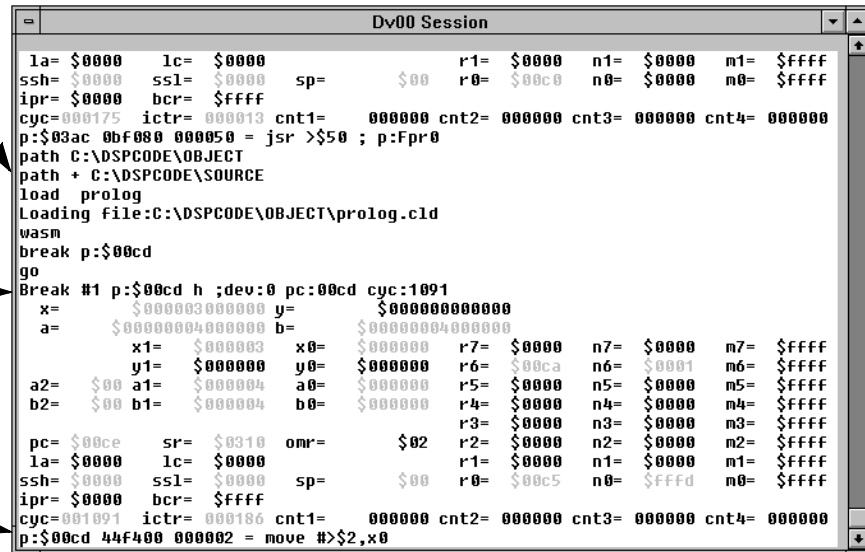 Dv00 Session
la= $0000 lc= $0000 r1= $0000 n1= $0000 m1= $ffff
ssh= $0000 ssl= $0000 sp= $00 r0= $00c0 n0= $0000 m0= $ffff
ipr= $0000 bcr= $ffff
cyc=000175 ictr= 000013 cnt1= 000000 cnt2= 000000 cnt3= 000000 cnt4= 000000
p:$03ac 0bf080 000050 = jsr >$50 ; p:Fpr0
path C:\DSPCODE\OBJECT
path + C:\DSPCODE\SOURCE
load prolog
Loading file:C:\DSPCODE\OBJECT\prolog.cld
wasm
break p:$00cd
go
Break #1 p:$00cd h ;dev:0 pc:00cd cyc:1091
x= $000003000000 y= $000000000000
a= $00000004000000 b= $00000004000000
x1= $000003 x0= $000000 r7= $0000 n7= $0000 m7= $ffff
y1= $000000 y0= $000000 r6= $00ca n6= $0001 m6= $ffff
a2= $00 a1= $000004 a0= $000000 r5= $0000 n5= $0000 m5= $ffff
b2= $00 b1= $000004 b0= $000000 r4= $0000 n4= $0000 m4= $ffff
r3= $0000 n3= $0000 m3= $ffff
pc= $00ce sr= $0310 omr= $02 r2= $0000 n2= $0000 m2= $ffff
la= $0000 lc= $0000 r1= $0000 n1= $0000 m1= $ffff
ssh= $0000 ssl= $0000 sp= $00 r0= $00c5 n0= $fffd m0= $ffff
ipr= $0000 bcr= $ffff
cyc=001091 ictr= 000186 cnt1= 000000 cnt2= 000000 cnt3= 000000 cnt4= 000000
p:$00cd 44f400 000002 = move #>$2,x0